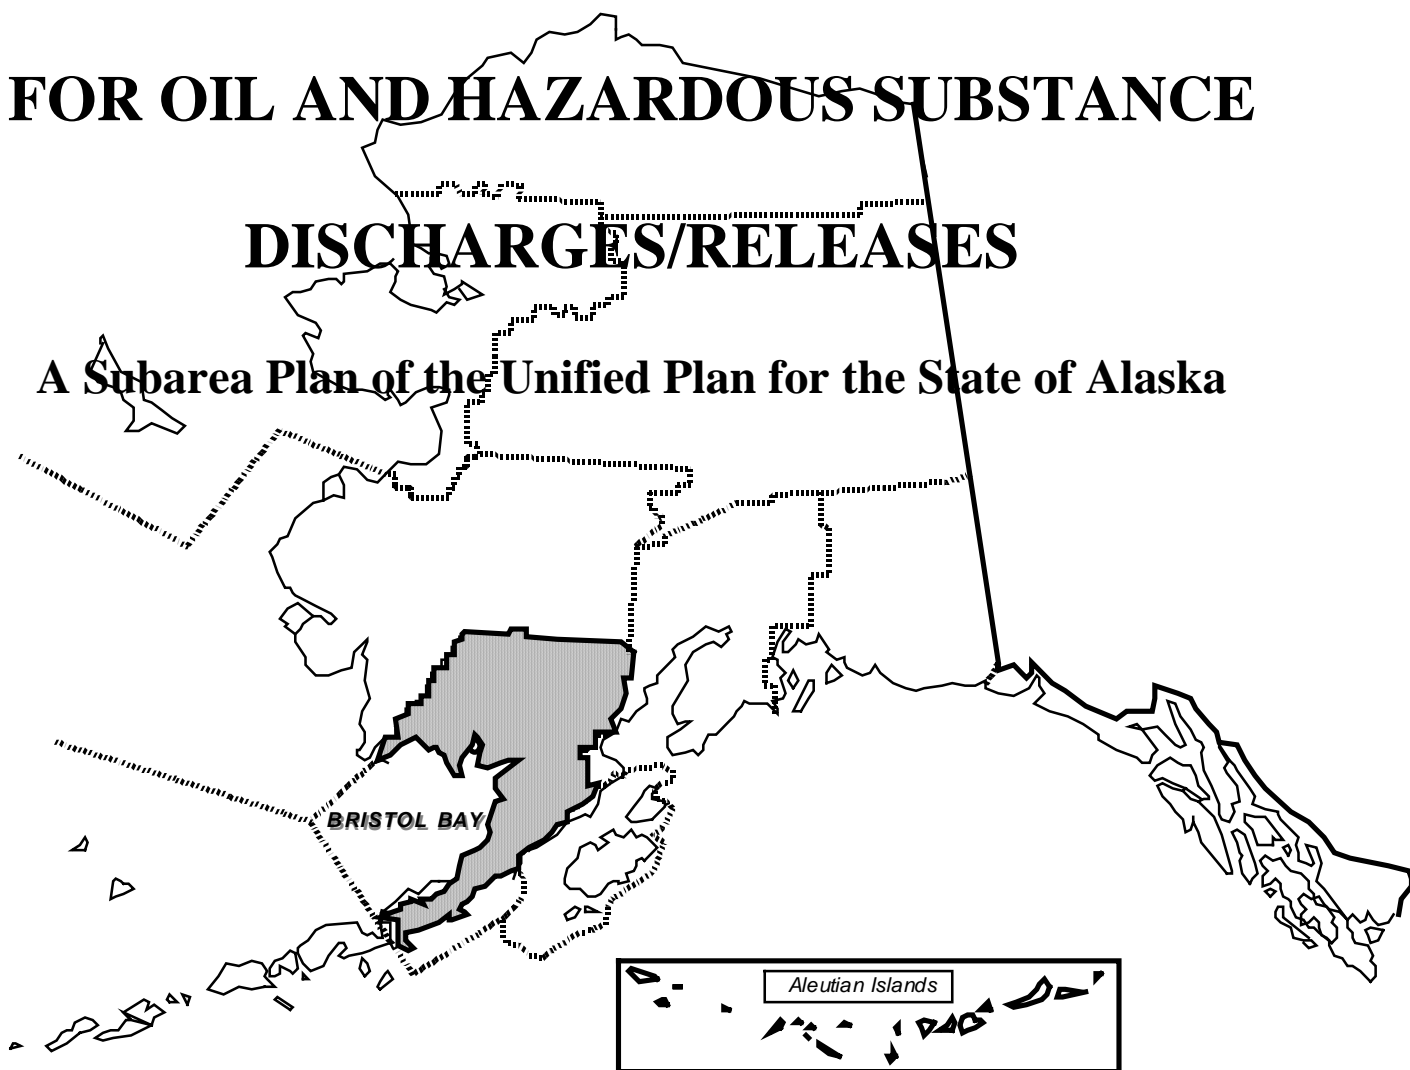 FOR OIL AND HAZARDOUS SUBSTANCE
DISCHARGES/RELEASES
A Subarea Plan of the Unified Plan for the State of Alaska
BRISTOL BAY
Aleutian Islands